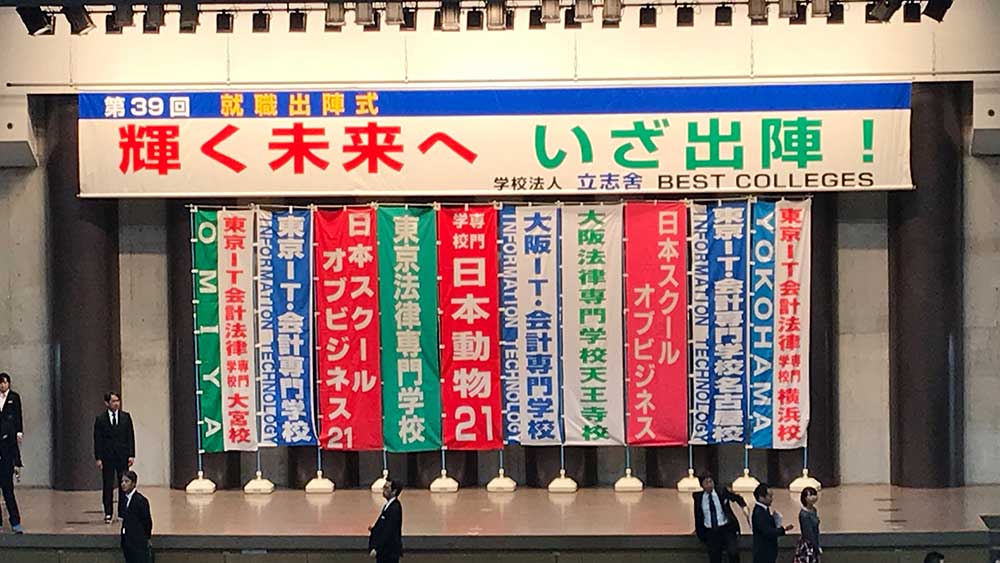 第39回 就職出陣式
輝く未来へ いざ出陣！
学校法人 立志舎 BEST COLLEGES
OMIYA
東京IT会計法律専門学校大宮校
INFORMATION TECHNOLOGY
東京IT・会計専門学校
日本スクール
オブビジネス21
東京法律専門学校
専門学校日本動物21
INFORMATION TECHNOLOGY
大阪IT・会計専門学校
大阪法律専門学校天王寺校
日本スクール
オブビジネス
INFORMATION TECHNOLOGY
東京IT・会計専門学校名古屋校
YOKOHAMA
東京IT会計法律専門学校横浜校